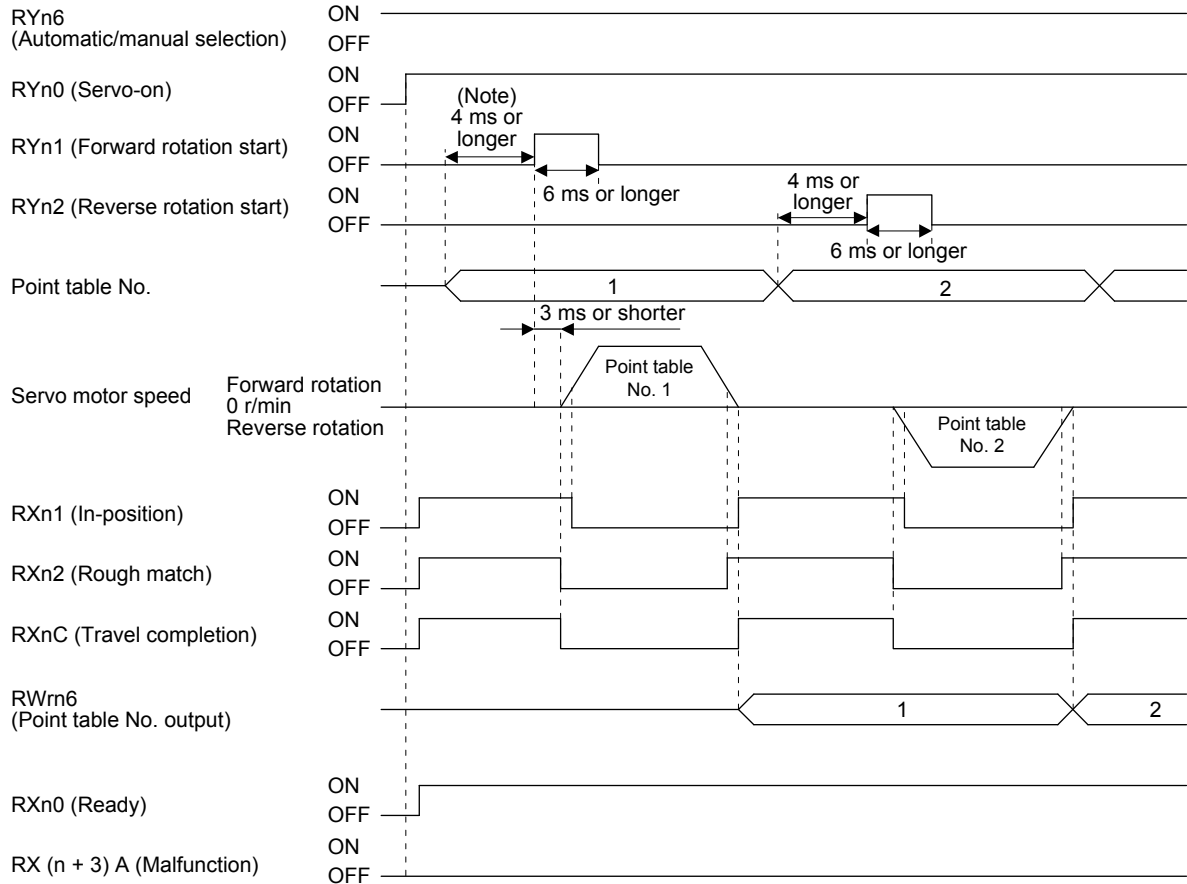 RYn6
(Automatic/manual selection)
ON
OFF
RYn0 (Servo-on)
ON
OFF
(Note)
4 ms or
longer
RYn1 (Forward rotation start)
ON
OFF
6 ms or longer
RYn2 (Reverse rotation start)
ON
OFF
4 ms or
longer
6 ms or longer
Point table No.
1
2
3 ms or shorter
Servo motor speed
Forward rotation
0 r/min
Reverse rotation
Point table
No. 1
Point table
No. 2
RXn1 (In-position)
ON
OFF
RXn2 (Rough match)
ON
OFF
RXnC (Travel completion)
ON
OFF
RWrn6
(Point table No. output)
1
2
RXn0 (Ready)
ON
OFF
RX (n + 3) A (Malfunction)
ON
OFF